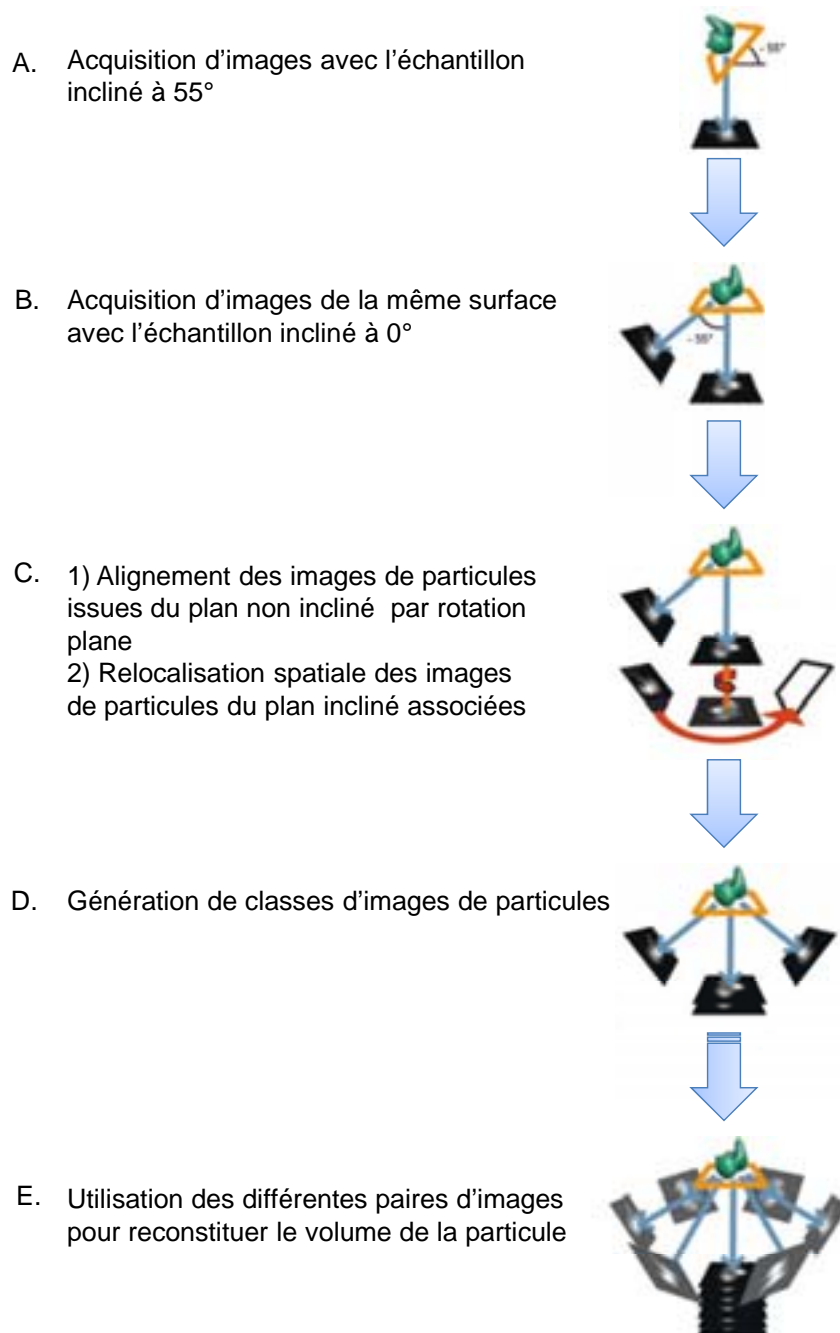 A. Acquisition d’images avec l’échantillon
incliné à 55°
- 55°
B. Acquisition d’images de la même surface
avec l’échantillon incliné à 0°
- 55°
C. 1) Alignement des images de particules
issues du plan non incliné par rotation
plane
2) Relocalisation spatiale des images
de particules du plan incliné associées
D. Génération de classes d’images de particules
E. Utilisation des différentes paires d’images
pour reconstituer le volume de la particule